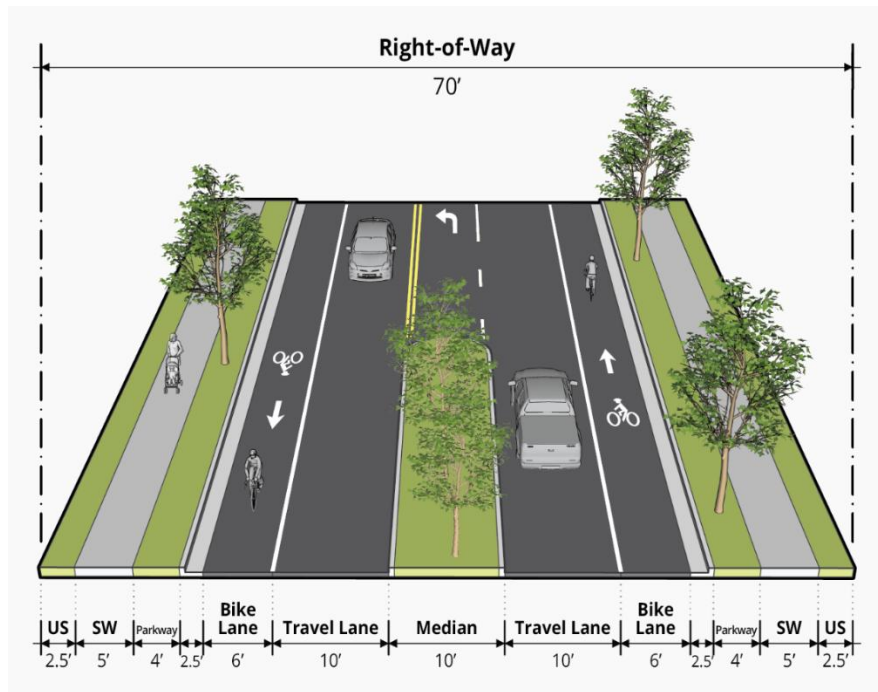 Right-of-Way
70’
US SW Parkway Bike Lane Travel Lane Median Travel Lane Bike Lane Parkway SW US
2.5’ 5’ 4’ 2.5’ 6’ 10’ 10’ 10’ 6’ 2.5’ 4’ 5’ 2.5’